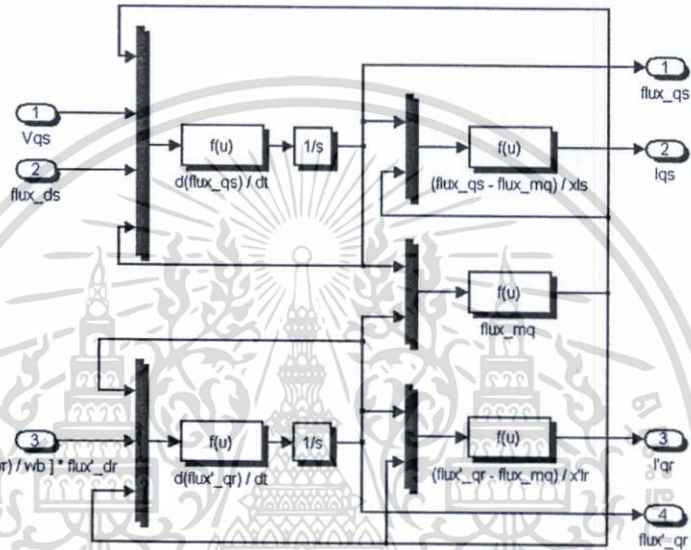 1
flux_qs
1
Vqs
2
flux_ds
f(u)
d(flux_qs) / dt
1/s
f(u)
(flux_qs - flux_mq) / xls
2
Iqs
f(u)
flux_mq
3
r) / wb ] * flux'_dr
f(u)
d(flux'_qr) / dt
1/s
f(u)
(flux'_qr - flux_mq) / x'lr
3
I'qr
4
flux'_qr